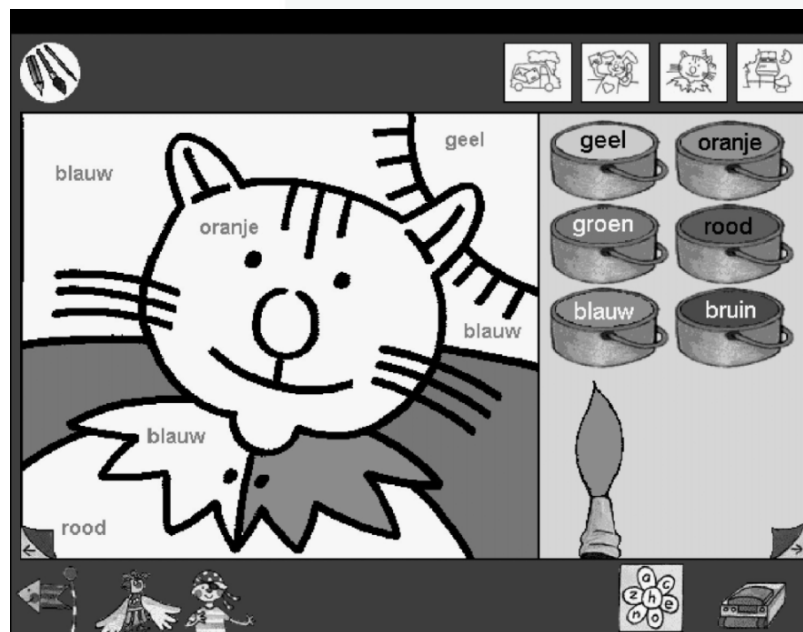 geel
blauw
oranje
blauw
blauw
rood
geel oranje
groen rood
blauw bruin
a
c
e
o
n
z
h